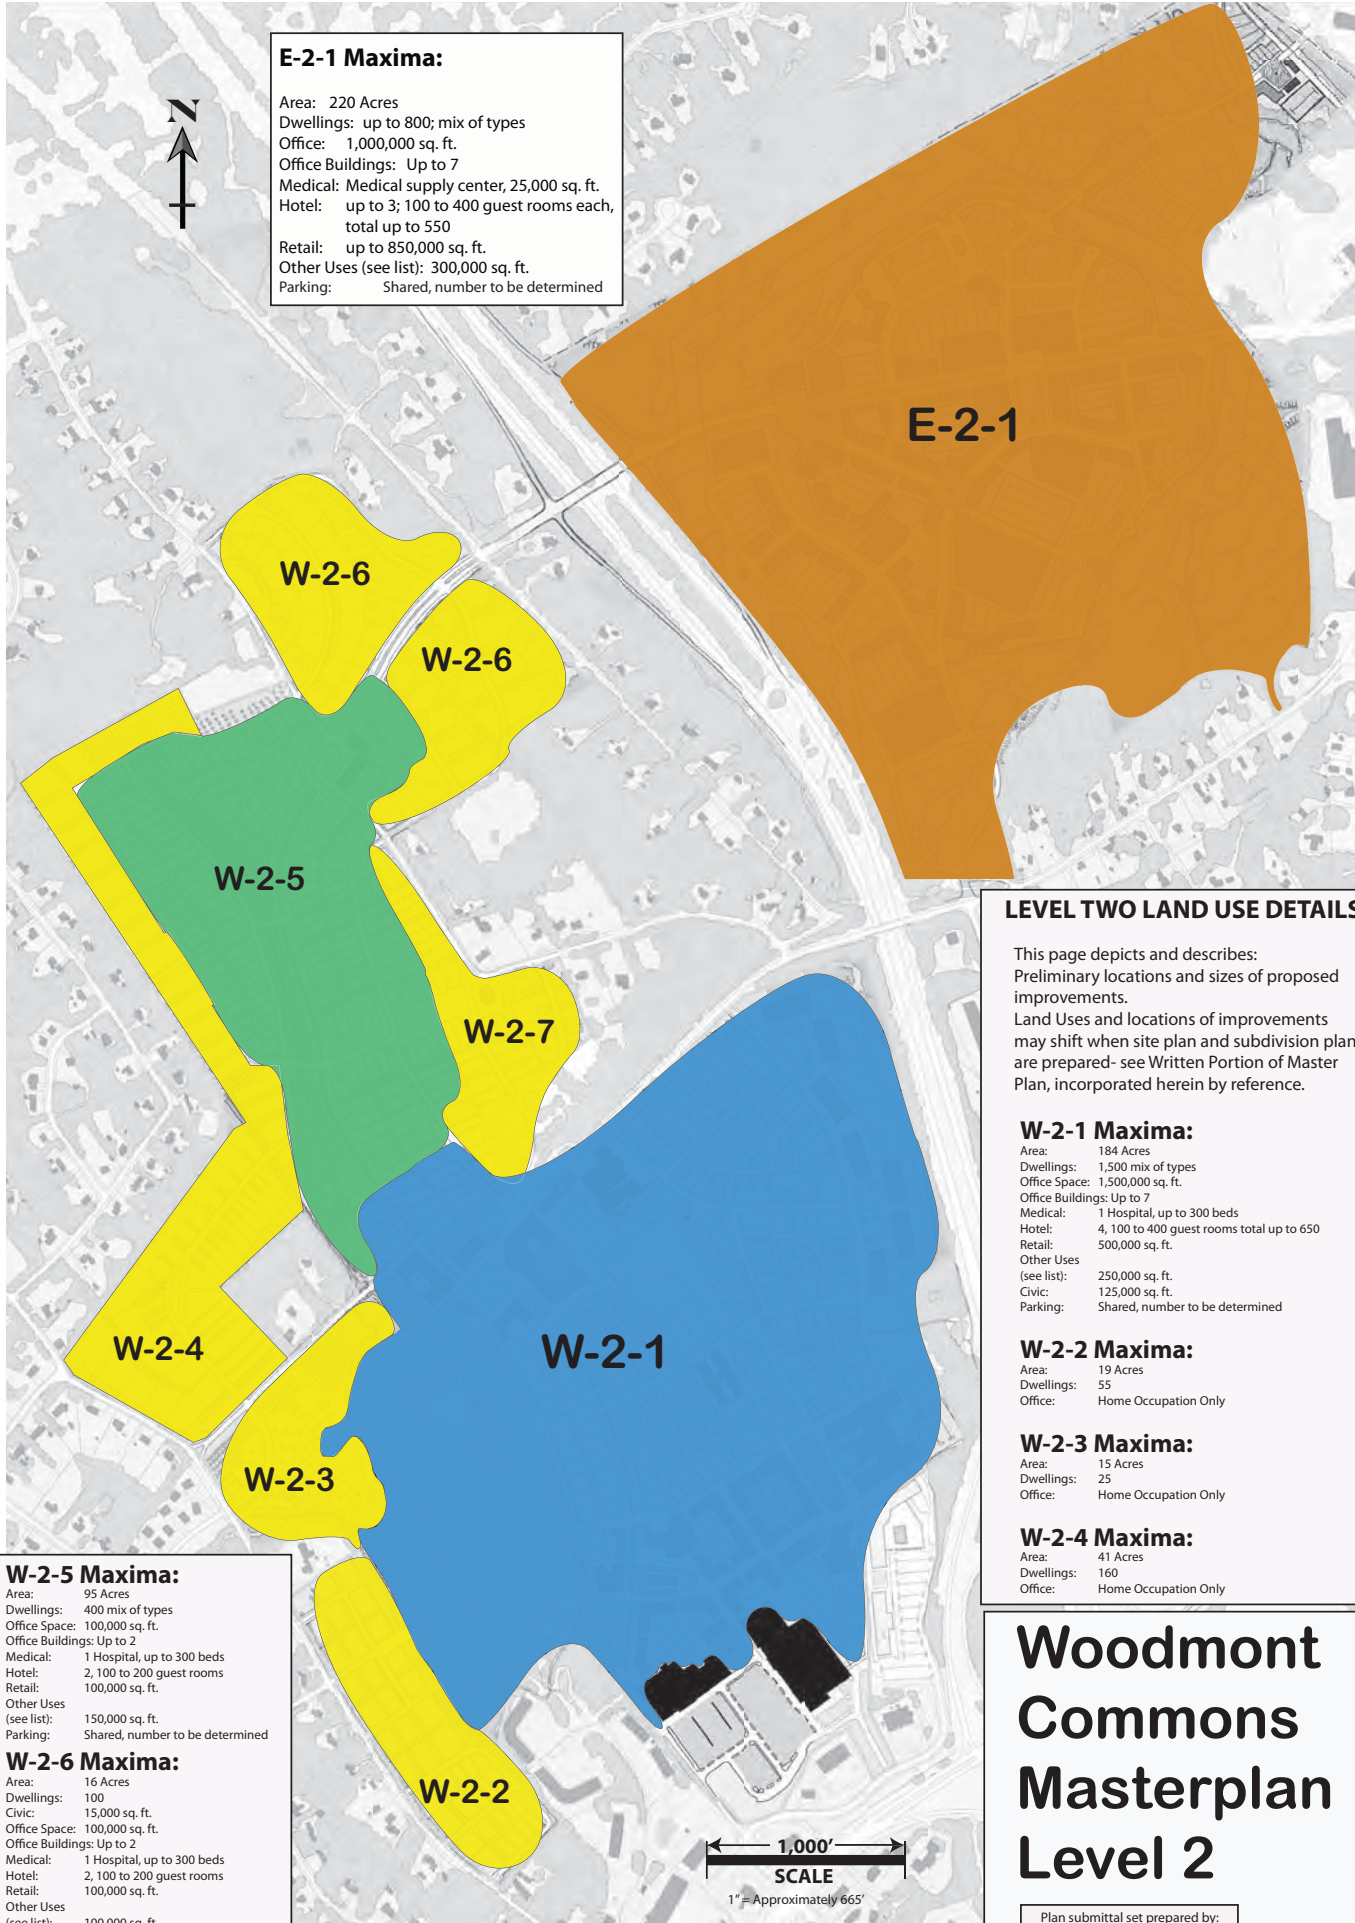 E-2-1 Maxima:
Area: 220 Acres
Dwellings: up to 800; mix of types
Office: 1,000,000 sq. ft.
Office Buildings: Up to 7
Medical: Medical supply center, 25,000 sq. ft.
Hotel: up to 3; 100 to 400 guest rooms each,
total up to 550
Retail: up to 850,000 sq. ft.
Other Uses (see list): 300,000 sq. ft.
Parking: Shared, number to be determined
N
E-2-1
W-2-6
W-2-6
W-2-5
W-2-7
W-2-1
W-2-4
W-2-3
W-2-2
LEVEL TWO LAND USE DETAILS
This page depicts and describes:
Preliminary locations and sizes of proposed
improvements.
Land Uses and locations of improvements
may shift when site plan and subdivision plan
are prepared- see Written Portion of Master
Plan, incorporated herein by reference.
W-2-1 Maxima:
Area: 184 Acres
Dwellings: 1,500 mix of types
Office Space: 1,500,000 sq. ft.
Office Buildings: Up to 7
Medical: 1 Hospital, up to 300 beds
Hotel: 4, 100 to 400 guest rooms total up to 650
Retail: 500,000 sq. ft.
Other Uses
(see list): 250,000 sq. ft.
Civic: 125,000 sq. ft.
Parking: Shared, number to be determined
W-2-2 Maxima:
Area: 19 Acres
Dwellings: 55
Office: Home Occupation Only
W-2-3 Maxima:
Area: 15 Acres
Dwellings: 25
Office: Home Occupation Only
W-2-4 Maxima:
Area: 41 Acres
Dwellings: 160
Office: Home Occupation Only
W-2-5 Maxima:
Area: 95 Acres
Dwellings: 400 mix of types
Office Space: 100,000 sq. ft.
Office Buildings: Up to 2
Medical: 1 Hospital, up to 300 beds
Hotel: 2, 100 to 200 guest rooms
Retail: 100,000 sq. ft.
Other Uses
(see list): 150,000 sq. ft.
Parking: Shared, number to be determined
W-2-6 Maxima:
Area: 16 Acres
Dwellings: 100
Civic: 15,000 sq. ft.
Office Space: 100,000 sq. ft.
Office Buildings: Up to 2
Medical: 1 Hospital, up to 300 beds
Hotel: 2, 100 to 200 guest rooms
Retail: 100,000 sq. ft.
Other Uses
(see list): 100,000 sq. ft.
1,000'
SCALE
1" = Approximately 665'
Woodmont
Commons
Masterplan
Level 2
Plan submittal set prepared by: